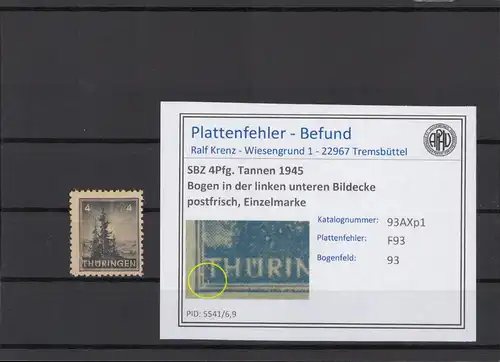 4 4
THÜRINGEN
Plattenfehler - Befund
Ralf Krenz - Wiesengrund 1 - 22967 Tremsbüttel
SBZ 4Pfg. Tannen 1945
Bogen in der linken unteren Bildecke
postfrisch, Einzelmarke
THÜRIN
Katalognummer: 93AXp1
Plattenfehler: F93
Bogenfeld: 93
PID: 5541/6,9